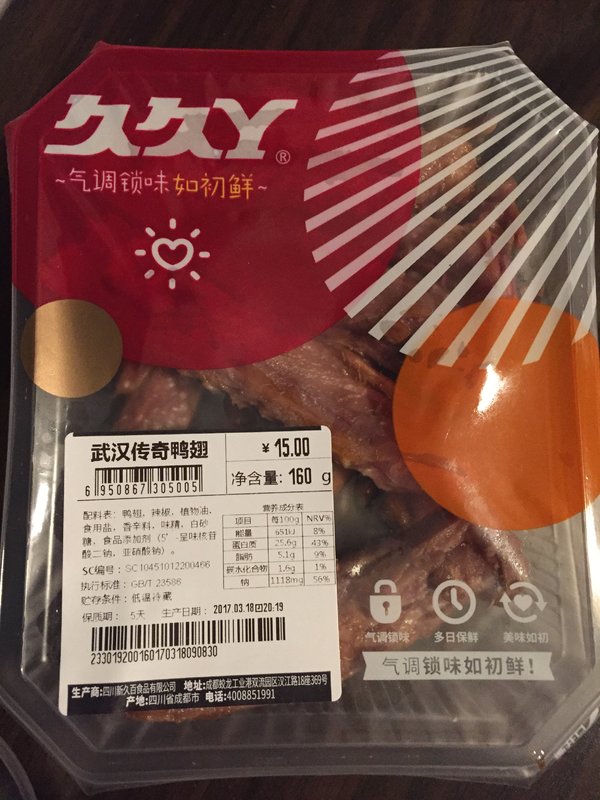 久久丫®
~气调锁味如初鲜~
武汉传奇鸭翅
¥ 15.00
6 950867 305005
净含量: 160 g
配料表: 鸭翅, 辣椒, 植物油,
食用盐, 香辛料, 味精, 白砂
糖, 食品添加剂 (5'-呈味核苷
酸二钠, 亚硝酸钠)。
SC编号: SC10451012200466
执行标准: GB/T 23586
贮存条件: 低温冷藏
保质期: 5天 生产日期: 2017.03.18 20:19
营养成分表
项目 每100g NRV%
能量 651kJ 8%
蛋白质 25.6g 43%
脂肪 5.1g 9%
碳水化合物 1.6g 1%
钠 1118mg 56%
233019200160170318090830
生产商:四川新久百食品有限公司 地址:成都蛟龙工业港双流园区汉江路18座369号
产地:四川省成都市 电话:4008851991
气调锁味 多日保鲜 美味如初
气调锁味如初鲜!